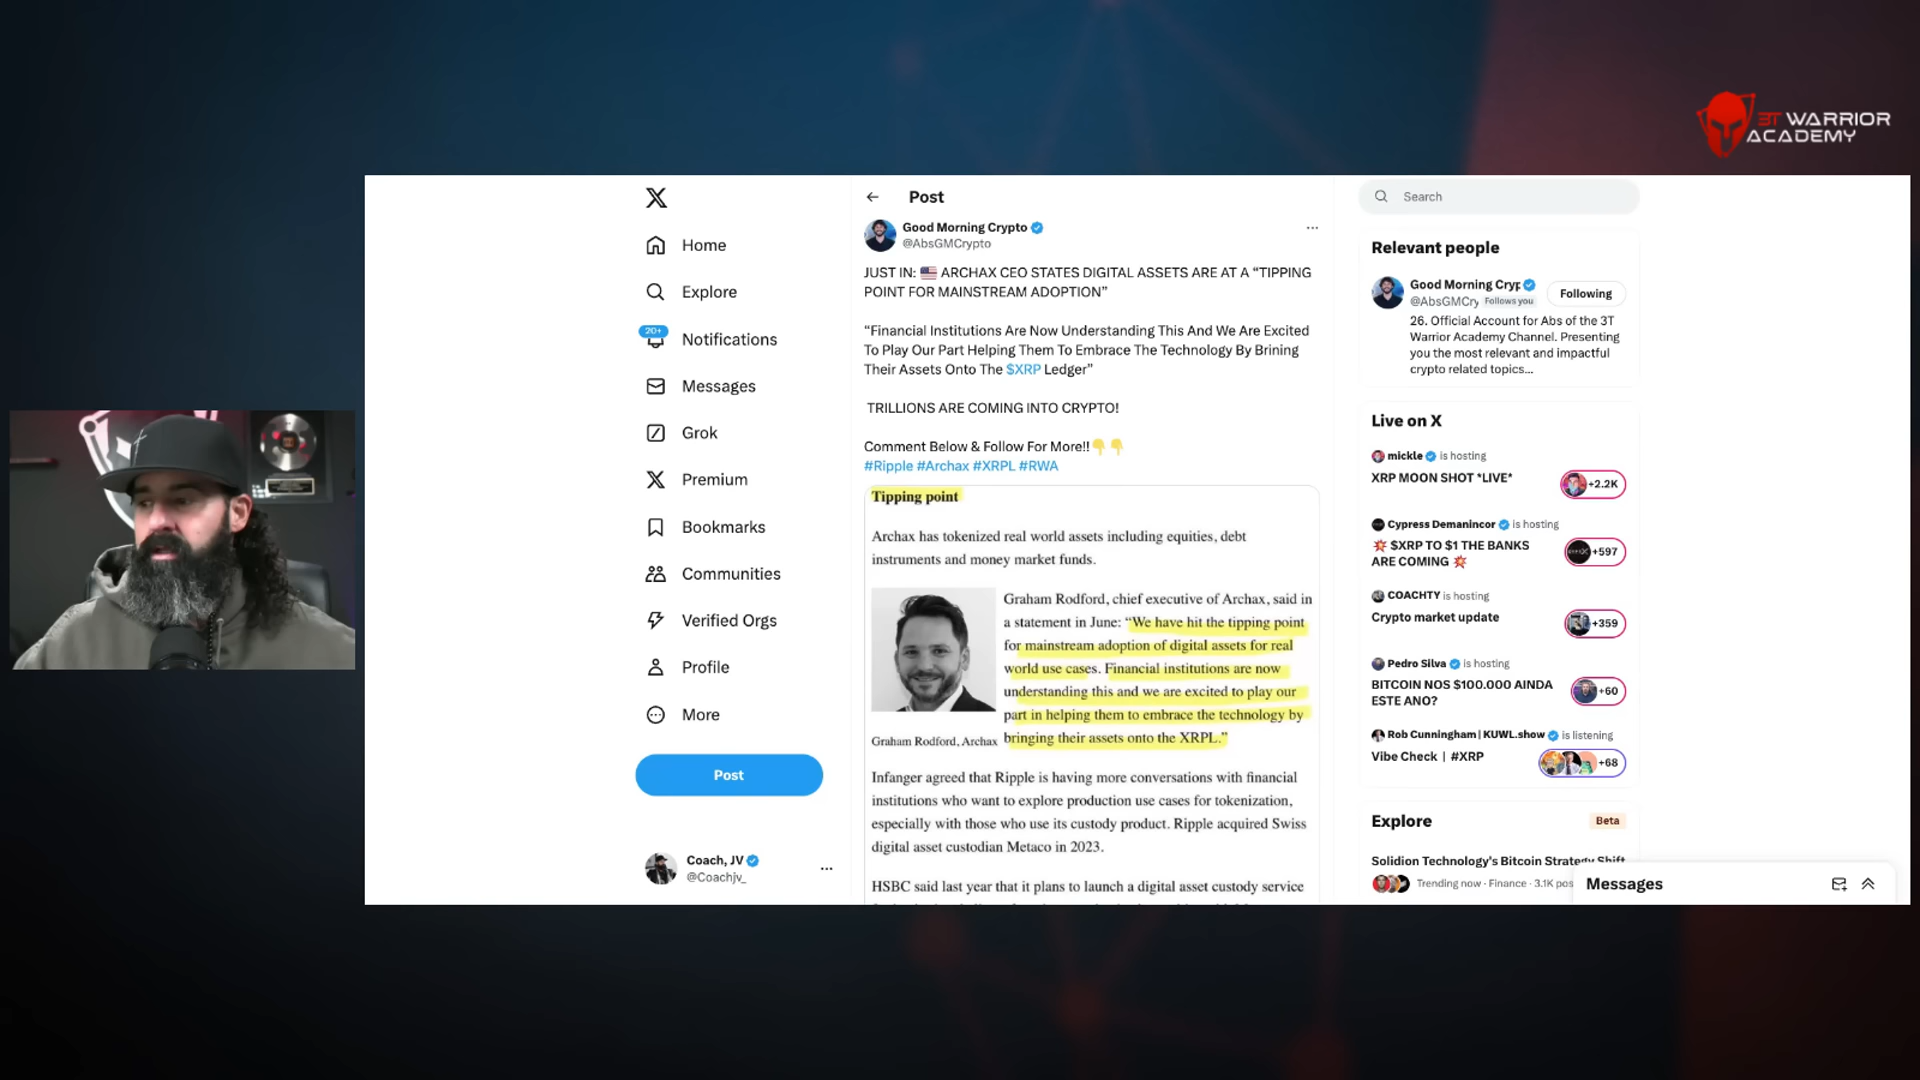 3T WARRIOR
ACADEMY
Home
Explore
20+
Notifications
Messages
Grok
Premium
Bookmarks
Communities
Verified Orgs
Profile
More
Post
Coach, JV
@Coachjv_
Post
Good Morning Crypto
@AbsGMCrypto
JUST IN: 🇺🇸 ARCHAX CEO STATES DIGITAL ASSETS ARE AT A “TIPPING
POINT FOR MAINSTREAM ADOPTION”
“Financial Institutions Are Now Understanding This And We Are Excited
To Play Our Part Helping Them To Embrace The Technology By Brining
Their Assets Onto The $XRP Ledger”
TRILLIONS ARE COMING INTO CRYPTO!
Comment Below & Follow For More!!👇👇
#Ripple #Archax #XRPL #RWA
Tipping point
Archax has tokenized real world assets including equities, debt
instruments and money market funds.
Graham Rodford, chief executive of Archax, said in
a statement in June: “We have hit the tipping point
for mainstream adoption of digital assets for real
world use cases. Financial institutions are now
understanding this and we are excited to play our
part in helping them to embrace the technology by
bringing their assets onto the XRPL.”
Graham Rodford, Archax
Infanger agreed that Ripple is having more conversations with financial
institutions who want to explore production use cases for tokenization,
especially with those who use its custody product. Ripple acquired Swiss
digital asset custodian Metaco in 2023.
HSBC said last year that it plans to launch a digital asset custody service
Search
Relevant people
Good Morning Cryp
@AbsGMCry Follows you
Following
26. Official Account for Abs of the 3T
Warrior Academy Channel. Presenting
you the most relevant and impactful
crypto related topics...
Live on X
mickle is hosting
XRP MOON SHOT *LIVE*
+2.2K
Cypress Demanincor is hosting
💥 $XRP TO $1 THE BANKS
ARE COMING 💥
+597
COACHTY is hosting
Crypto market update
+359
Pedro Silva is hosting
BITCOIN NOS $100.000 AINDA
ESTE ANO?
+60
Rob Cunningham | KUWL.show is listening
Vibe Check | #XRP
+68
Explore
Beta
Solidion Technology's Bitcoin Strategy Shift
Trending now · Finance · 3.1K pos
Messages